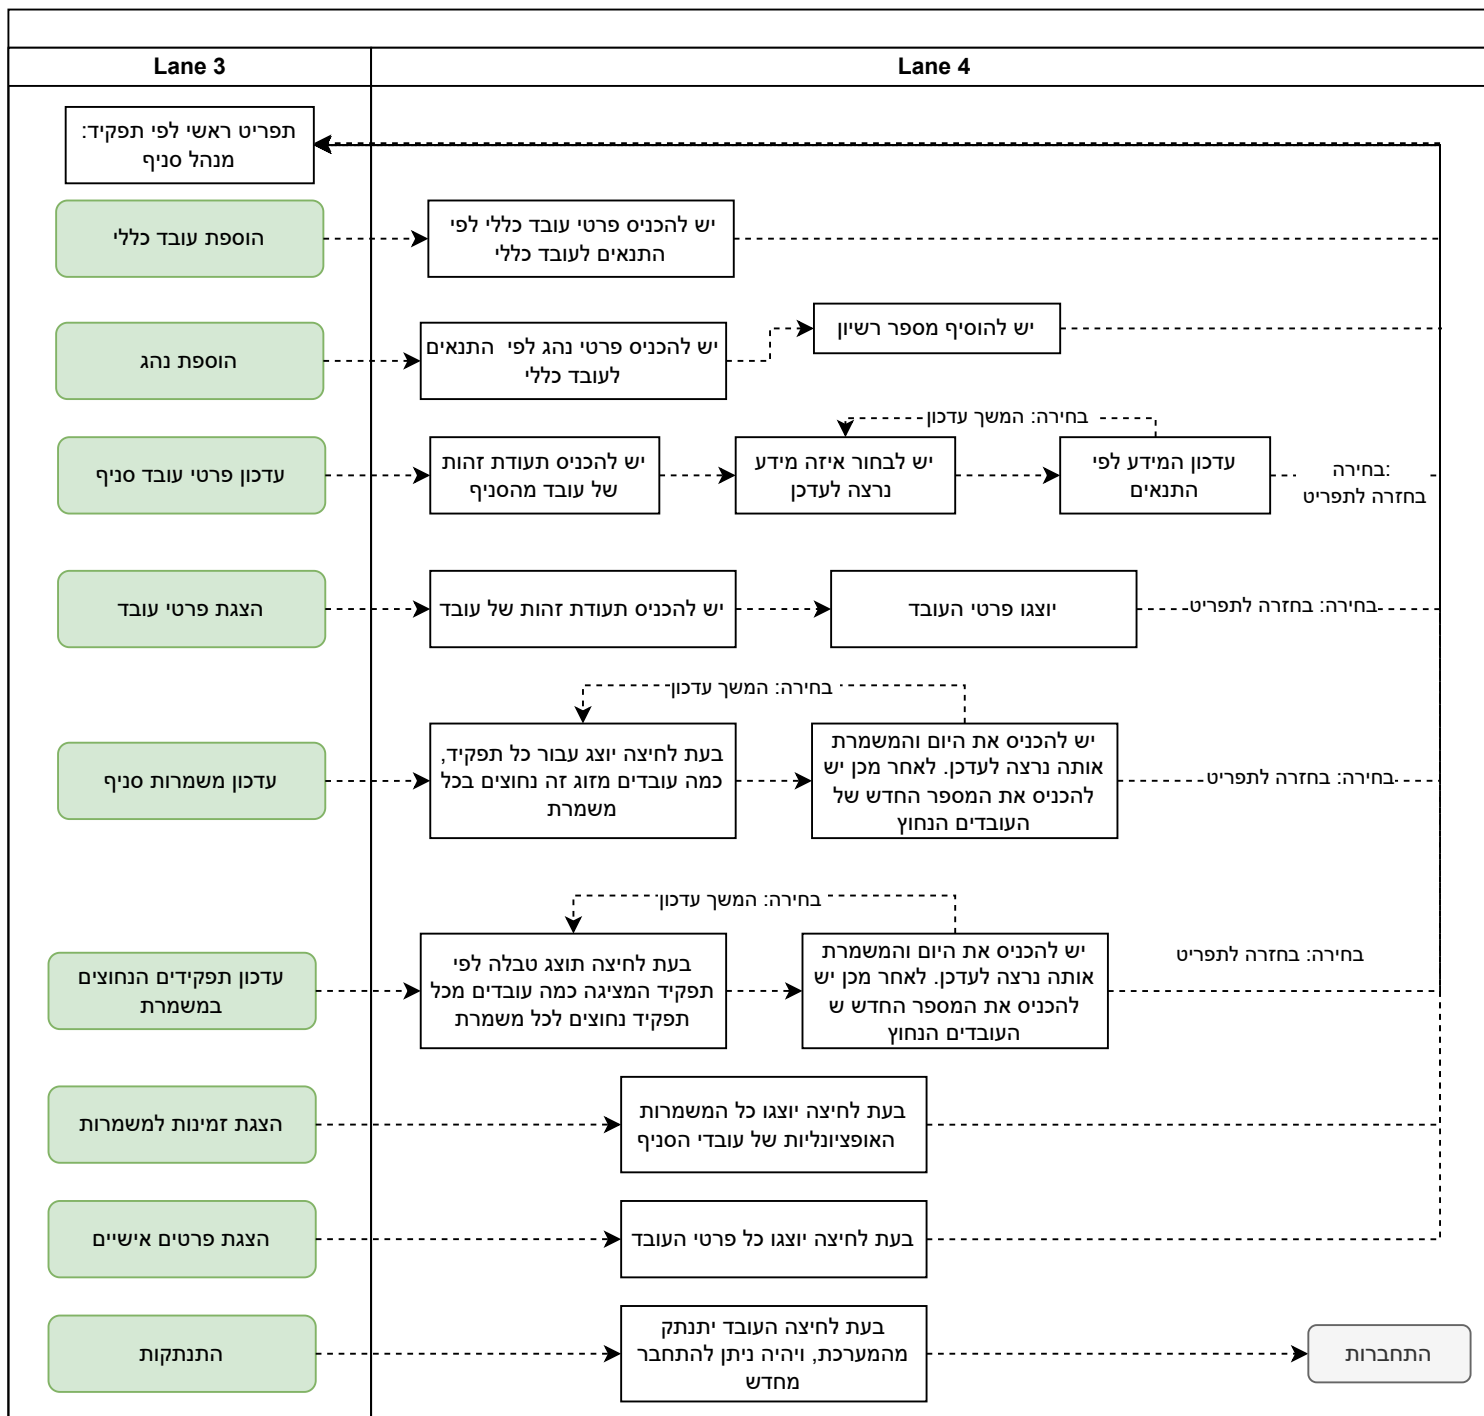 Lane 3
Lane 4
תפריט ראשי לפי תפקיד:
מנהל סניף
הוספת עובד כללי
יש להכניס פרטי עובד כללי לפי
התנאים לעובד כללי
הוספת נהג
יש להכניס פרטי נהג לפי התנאים
לעובד כללי
יש להוסיף מספר רשיון
עדכון פרטי עובד סניף
יש להכניס תעודת זהות
של עובד מהסניף
יש לבחור איזה מידע
נרצה לעדכן
בחירה: המשך עדכון
עדכון המידע לפי
התנאים
בחירה:
בחזרה לתפריט
הצגת פרטי עובד
יש להכניס תעודת זהות של עובד
יוצגו פרטי העובד
בחירה: בחזרה לתפריט
עדכון משמרות סניף
בעת לחיצה יוצג עבור כל תפקיד,
כמה עובדים מזוג זה נחוצים בכל
משמרת
בחירה: המשך עדכון
יש להכניס את היום והמשמרת
אותה נרצה לעדכן. לאחר מכן יש
להכניס את המספר החדש של
העובדים הנחוץ
בחירה: בחזרה לתפריט
עדכון תפקידים הנחוצים
במשמרת
בעת לחיצה תוצג טבלה לפי
תפקיד המציגה כמה עובדים מכל
תפקיד נחוצים לכל משמרת
בחירה: המשך עדכון
יש להכניס את היום והמשמרת
אותה נרצה לעדכן. לאחר מכן יש
להכניס את המספר החדש ש
העובדים הנחוץ
בחירה: בחזרה לתפריט
הצגת זמינות למשמרות
בעת לחיצה יוצגו כל המשמרות
האופציונליות של עובדי הסניף
הצגת פרטים אישיים
בעת לחיצה יוצגו כל פרטי העובד
התנתקות
בעת לחיצה העובד יתנתק
מהמערכת, ויהיה ניתן להתחבר
מחדש
התחברות